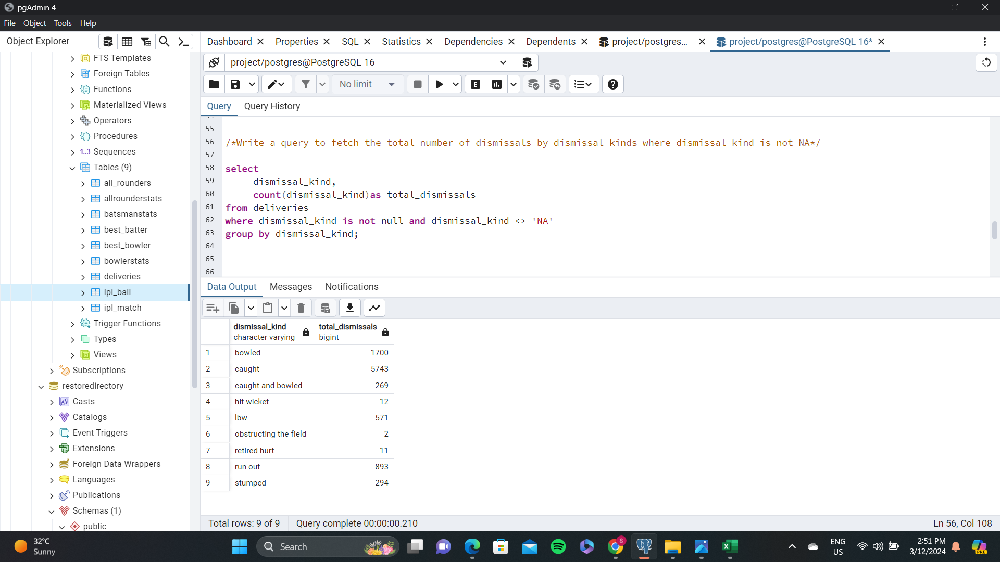 pgAdmin 4
File Object Tools Help
Object Explorer
Dashboard Properties SQL Statistics Dependencies Dependents project/postgres... project/postgres@PostgreSQL 16*
FTS Templates
Foreign Tables
Functions
Materialized Views
Operators
Procedures
1..3 Sequences
Tables (9)
all_rounders
allrounderstats
batsmanstats
best_batter
best_bowler
bowlerstats
deliveries
ipl_ball
ipl_match
Trigger Functions
Types
Views
Subscriptions
restoredirectory
Casts
Catalogs
Event Triggers
Extensions
Foreign Data Wrappers
Languages
Publications
Schemas (1)
public
project/postgres@PostgreSQL 16
No limit
E
Query Query History
54
55
56 /*Write a query to fetch the total number of dismissals by dismissal kinds where dismissal kind is not NA*/
57
58 select
59 dismissal_kind,
60 count(dismissal_kind)as total_dismissals
61 from deliveries
62 where dismissal_kind is not null and dismissal_kind <> 'NA'
63 group by dismissal_kind;
64
65
66
Data Output Messages Notifications
dismissal_kind total_dismissals
character varying bigint
1 bowled 1700
2 caught 5743
3 caught and bowled 269
4 hit wicket 12
5 lbw 571
6 obstructing the field 2
7 retired hurt 11
8 run out 893
9 stumped 294
Total rows: 9 of 9 Query complete 00:00:00.210 Ln 56, Col 108
32°C
Sunny
Search
S
ENG
US
2:51 PM
3/12/2024
PRE